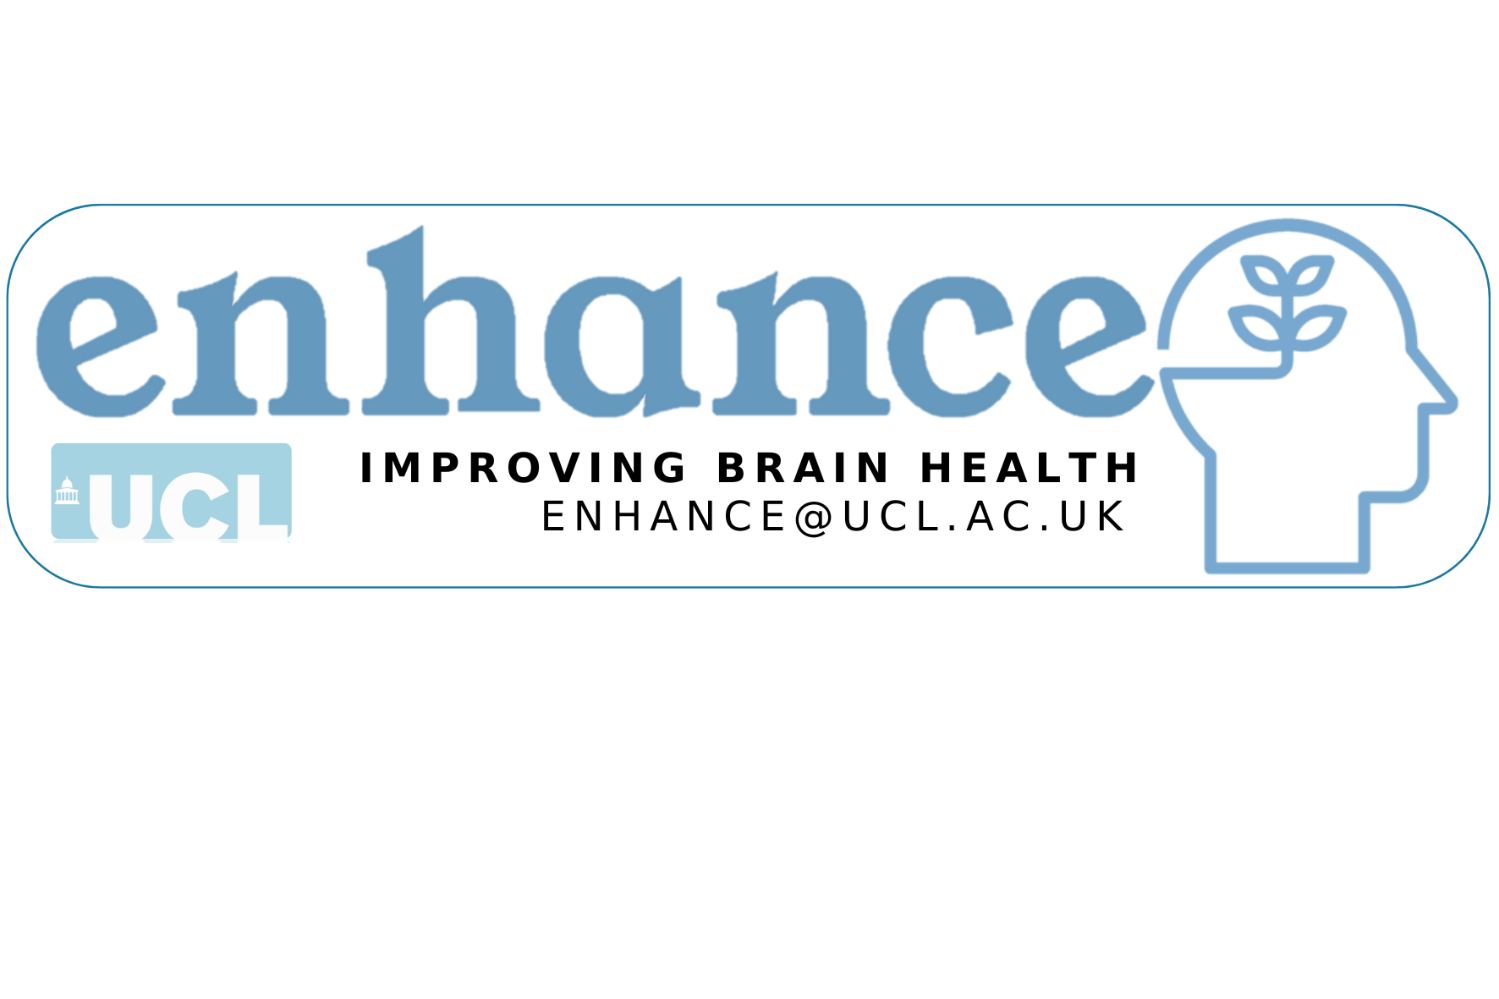 enhance
UCL
IMPROVING BRAIN HEALTH
ENHANCE@UCL.AC.UK